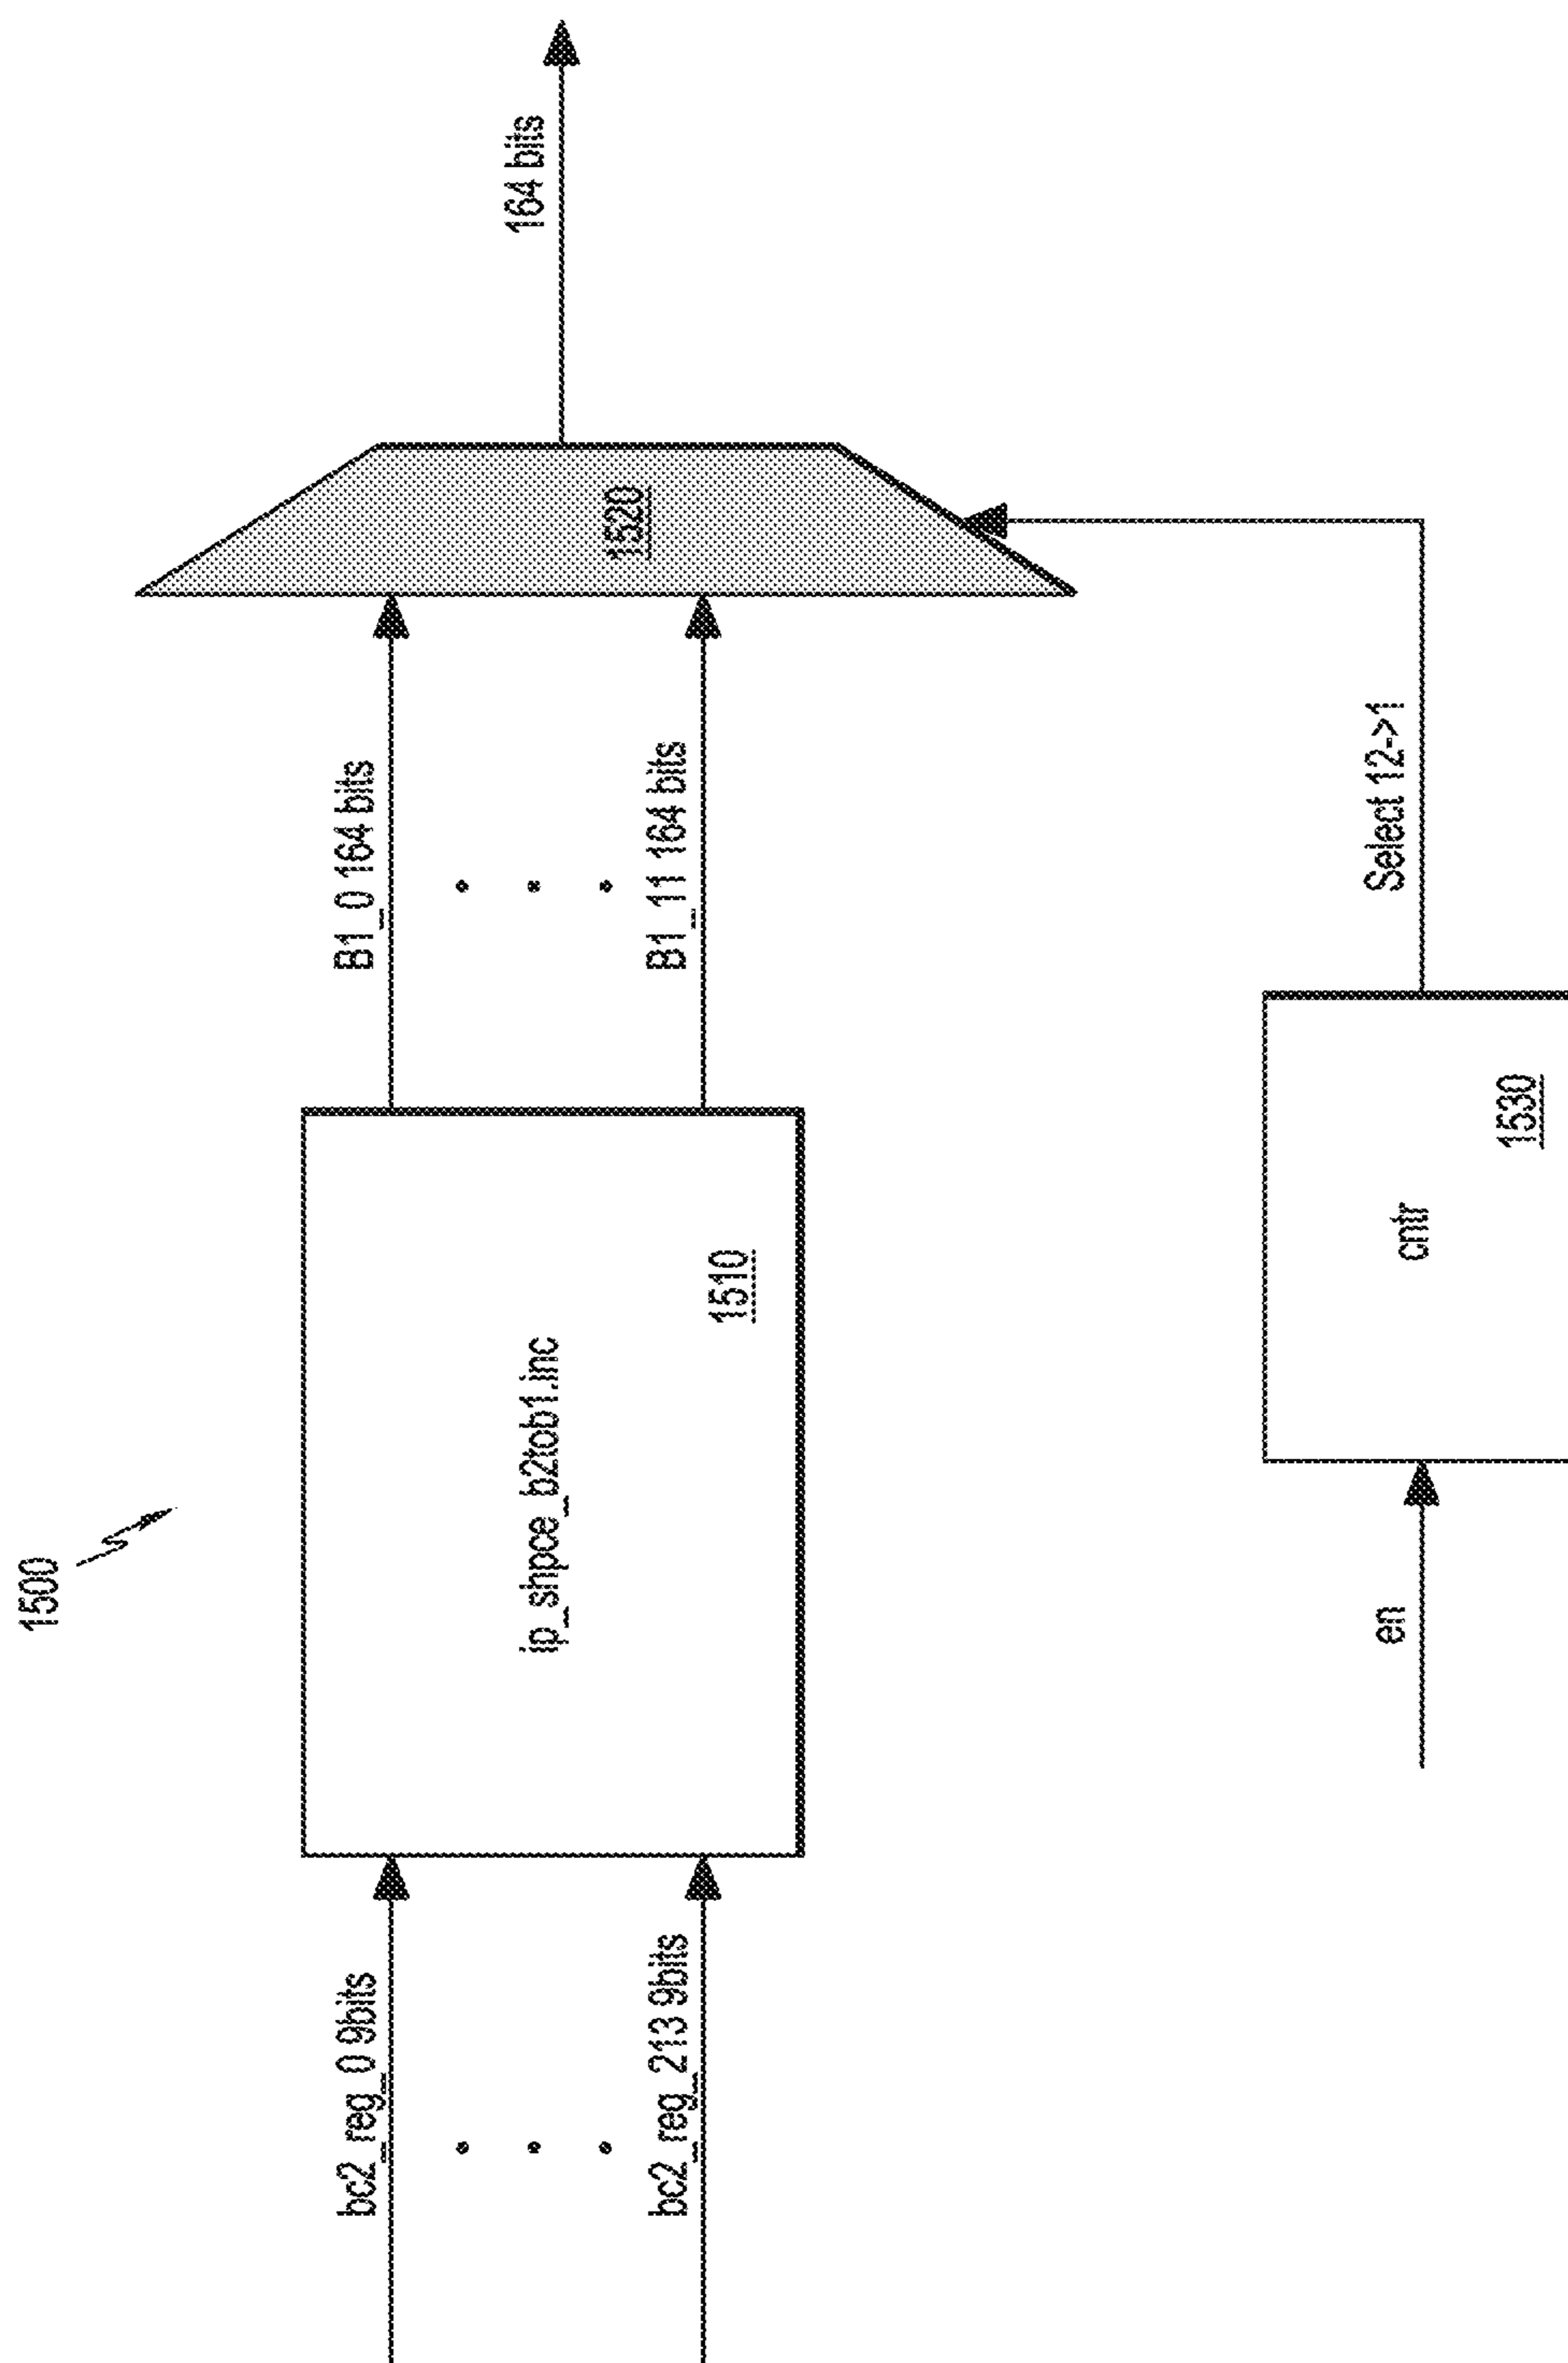 1500
bc2_reg_0 9bits
bc2_reg_213 9bits
ip_shpce_b2tob1.inc
1510
B1_0 164 bits
B1_11 164 bits
1520
164 bits
en
cntr
1530
Select 12->1